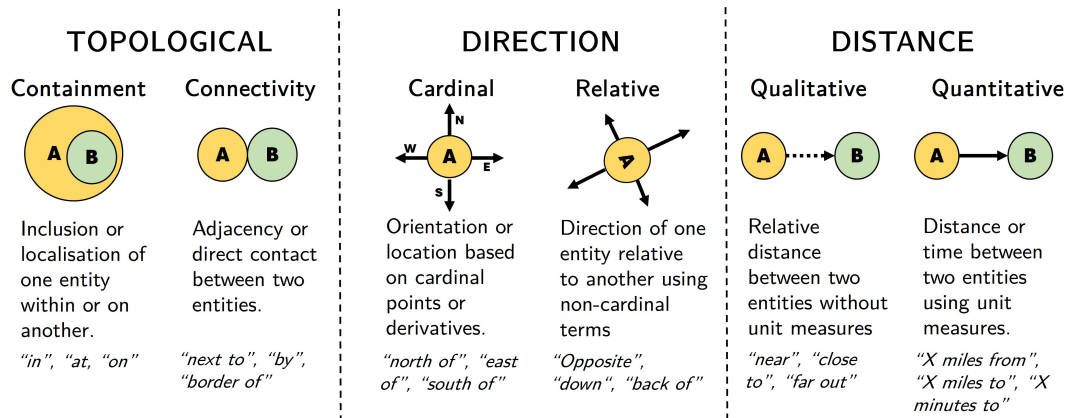 TOPOLOGICAL
Containment
A
B
Inclusion or
localisation of
one entity
within or on
another.
“in”, “at, “on”
Connectivity
A
B
Adjacency or
direct contact
between two
entities.
“next to”, “by”,
“border of”
DIRECTION
Cardinal
N
W
A
E
S
Orientation or
location based
on cardinal
points or
derivatives.
“north of”, “east
of”, “south of”
Relative
A
Direction of one
entity relative
to another using
non-cardinal
terms
“Opposite”,
“down“, “back of”
DISTANCE
Qualitative
A
B
Relative
distance
between two
entities without
unit measures
“near”, “close
to”, “far out”
Quantitative
A
B
Distance or
time between
two entities
using unit
measures.
“X miles from”,
“X miles to”, “X
minutes to”